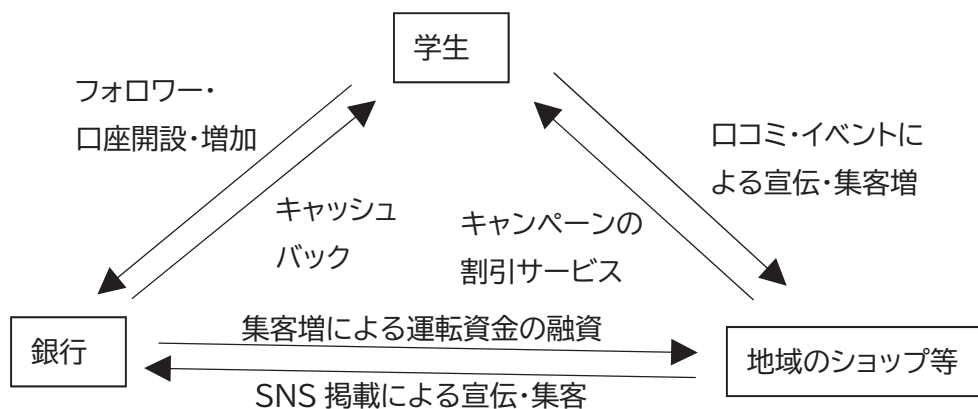 学生
フォロワー・
口座開設・増加
口コミ・イベントに
よる宣伝・集客増
キャッシュ
バック
キャンペーンの
割引サービス
銀行
集客増による運転資金の融資
地域のショップ等
SNS 掲載による宣伝・集客